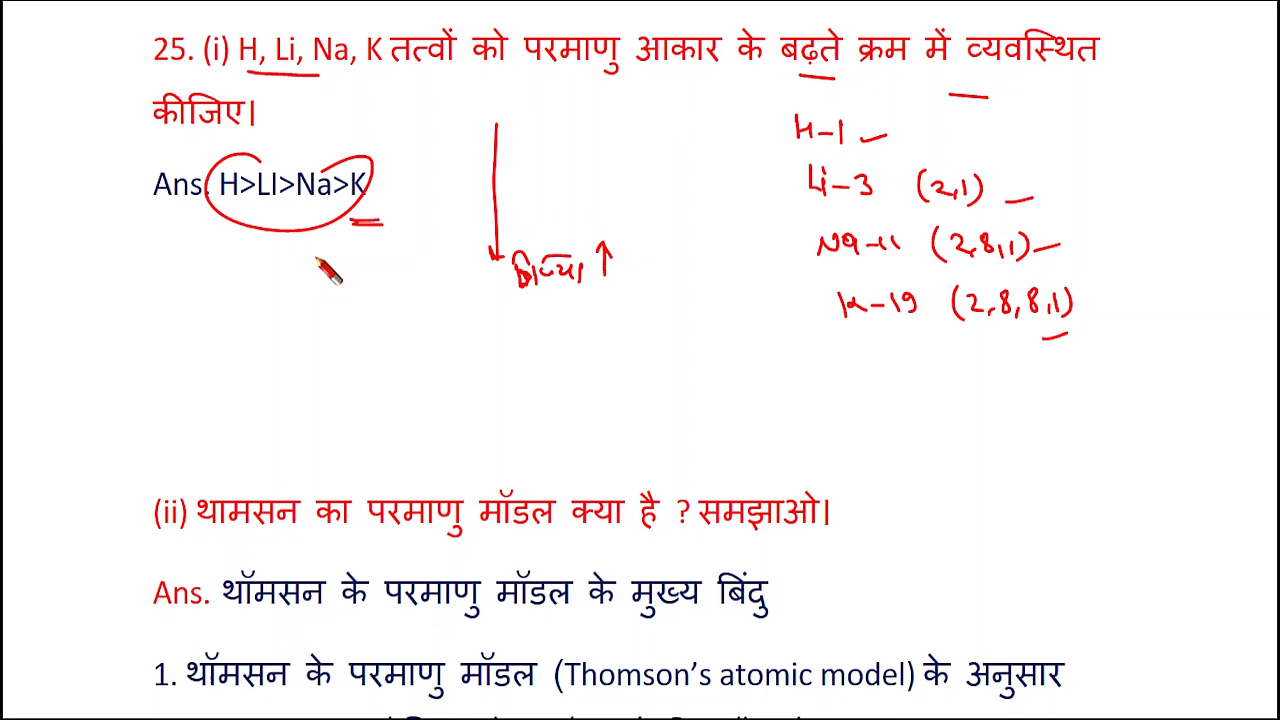 25. (i) H, Li, Na, K तत्वों को परमाणु आकार के बढ़ते क्रम में व्यवस्थित
कीजिए।
Ans. H>LI>Na>K
H-1
Li-3 (2,1)
Na-11 (2,8,1)
K-19 (2,8,8,1)
(ii) थामसन का परमाणु मॉडल क्या है ? समझाओ।
Ans. थॉमसन के परमाणु मॉडल के मुख्य बिंदु
1. थॉमसन के परमाणु मॉडल (Thomson's atomic model) के अनुसार